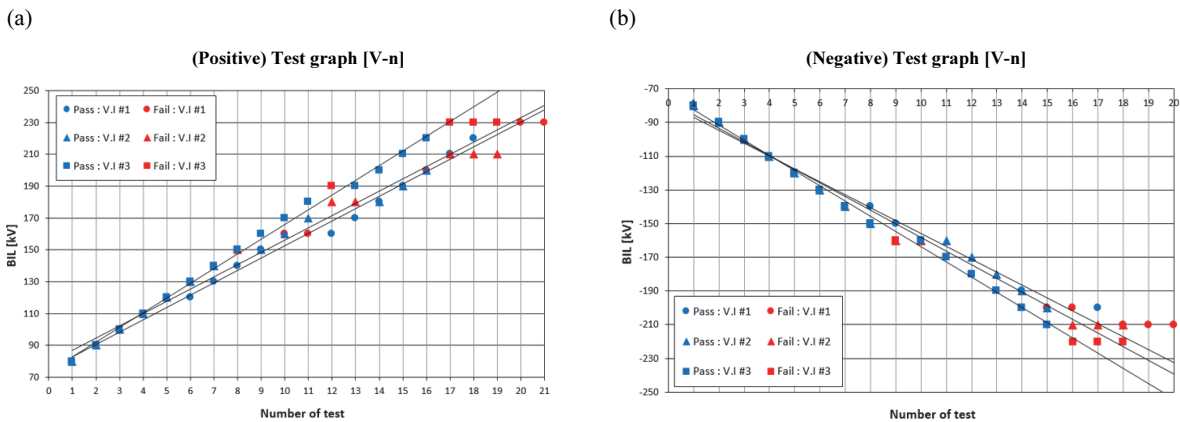 (a)
(Positive) Test graph [V-n]
250
230
210
190
170
150
130
110
90
70
BIL [kV]
Pass : V.I #1 Fail : V.I #1
Pass : V.I #2 Fail : V.I #2
Pass : V.I #3 Fail : V.I #3
0 1 2 3 4 5 6 7 8 9 10 11 12 13 14 15 16 17 18 19 20 21
Number of test
(b)
(Negative) Test graph [V-n]
0 1 2 3 4 5 6 7 8 9 10 11 12 13 14 15 16 17 18 19 20
-70
-90
-110
-130
-150
-170
-190
-210
-230
-250
BIL [kV]
Pass : V.I #1 Fail : V.I #1
Pass : V.I #2 Fail : V.I #2
Pass : V.I #3 Fail : V.I #3
Number of test